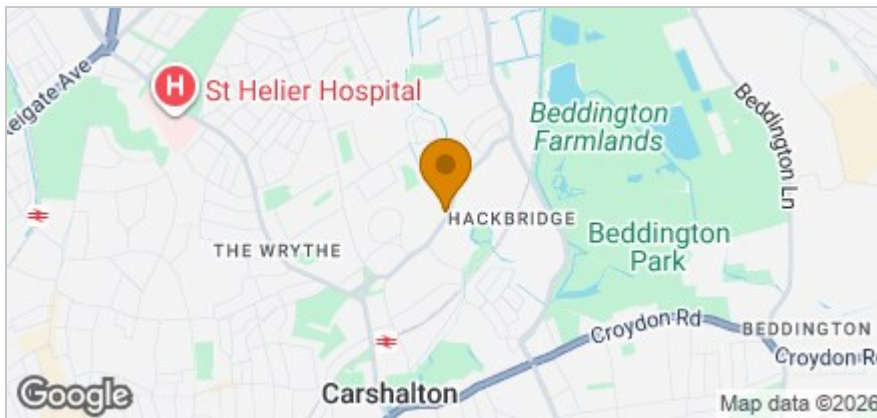 Reigate Ave
H
St Helier Hospital
Beddington
Farmlands
Beddington Ln
HACKBRIDGE
THE WRYTHE
Beddington
Park
Croydon Rd
BEDDINGTON
Croydon R
Carshalton
Google
Map data ©2026